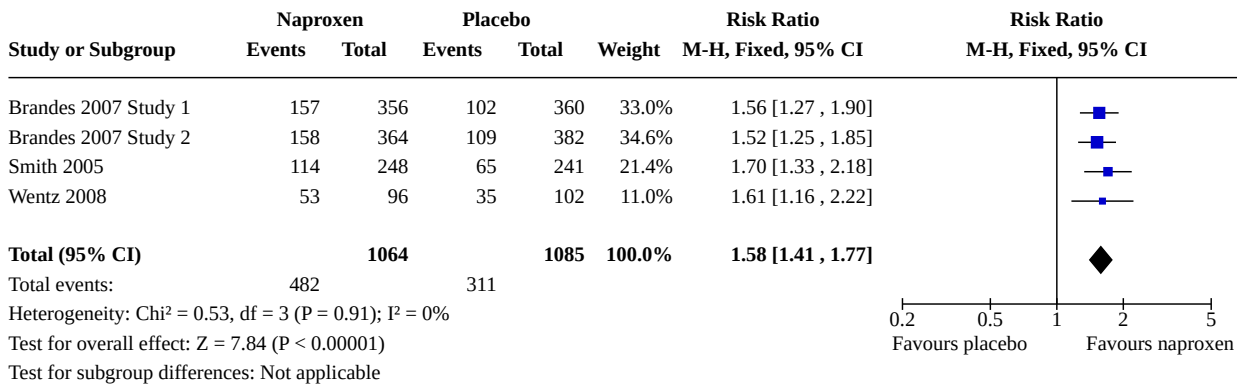 Naproxen Placebo Risk Ratio Risk Ratio
Study or Subgroup Events Total Events Total Weight M-H, Fixed, 95% CI M-H, Fixed, 95% CI
Brandes 2007 Study 1 157 356 102 360 33.0% 1.56 [1.27 , 1.90]
Brandes 2007 Study 2 158 364 109 382 34.6% 1.52 [1.25 , 1.85]
Smith 2005 114 248 65 241 21.4% 1.70 [1.33 , 2.18]
Wentz 2008 53 96 35 102 11.0% 1.61 [1.16 , 2.22]
Total (95% CI) 1064 1085 100.0% 1.58 [1.41 , 1.77]
Total events: 482 311
Heterogeneity: Chi² = 0.53, df = 3 (P = 0.91); I² = 0%
0.2 0.5 1 2 5
Test for overall effect: Z = 7.84 (P < 0.00001)
Favours placebo Favours naproxen
Test for subgroup differences: Not applicable